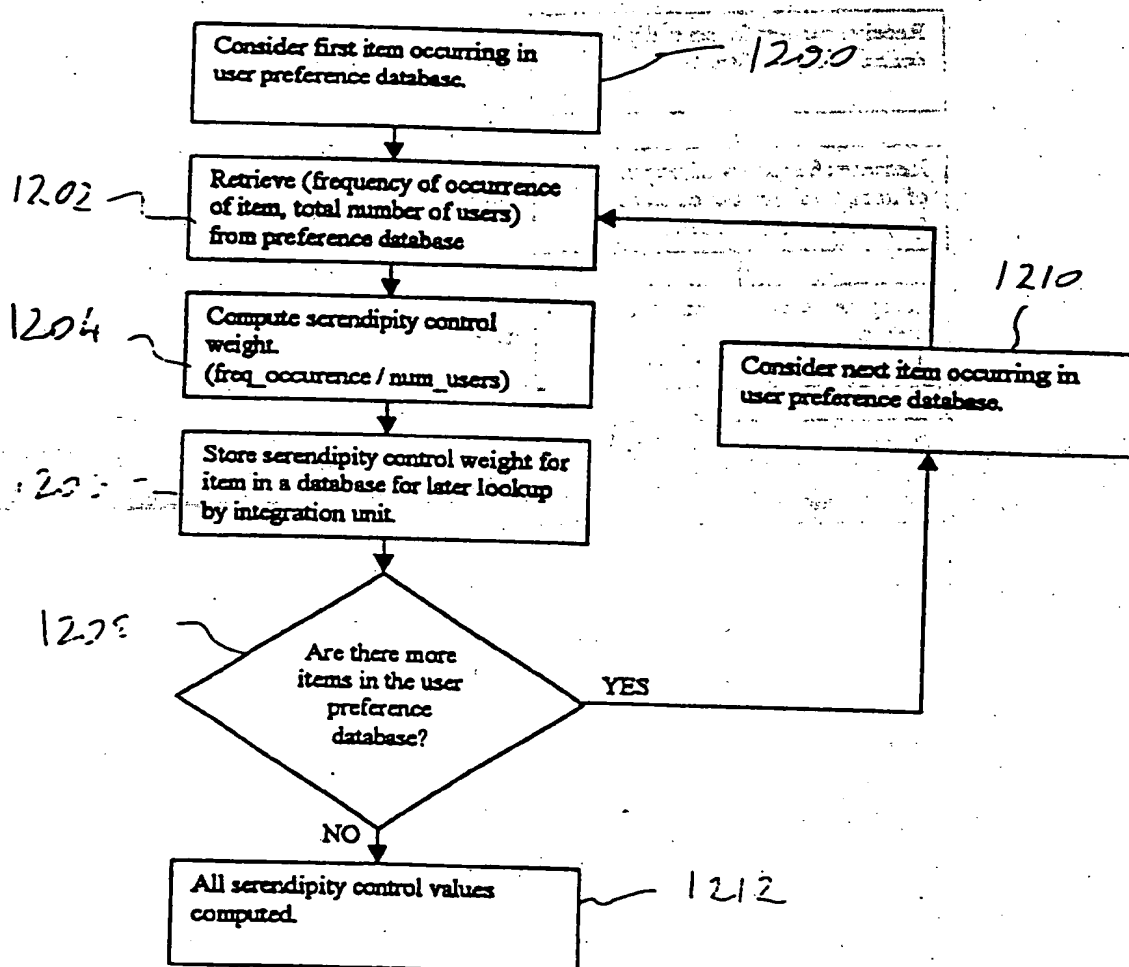 Consider first item occurring in
user preference database.
1200
1202
Retrieve (frequency of occurrence
of item, total number of users)
from preference database
1204
Compute serendipity control
weight.
(freq_occurence / num_users)
1210
Consider next item occurring in
user preference database.
Store serendipity control weight for
item in a database for later lookup
by integration unit.
Are there more
items in the user
preference
database?
YES
NO
All serendipity control values
computed.
1212